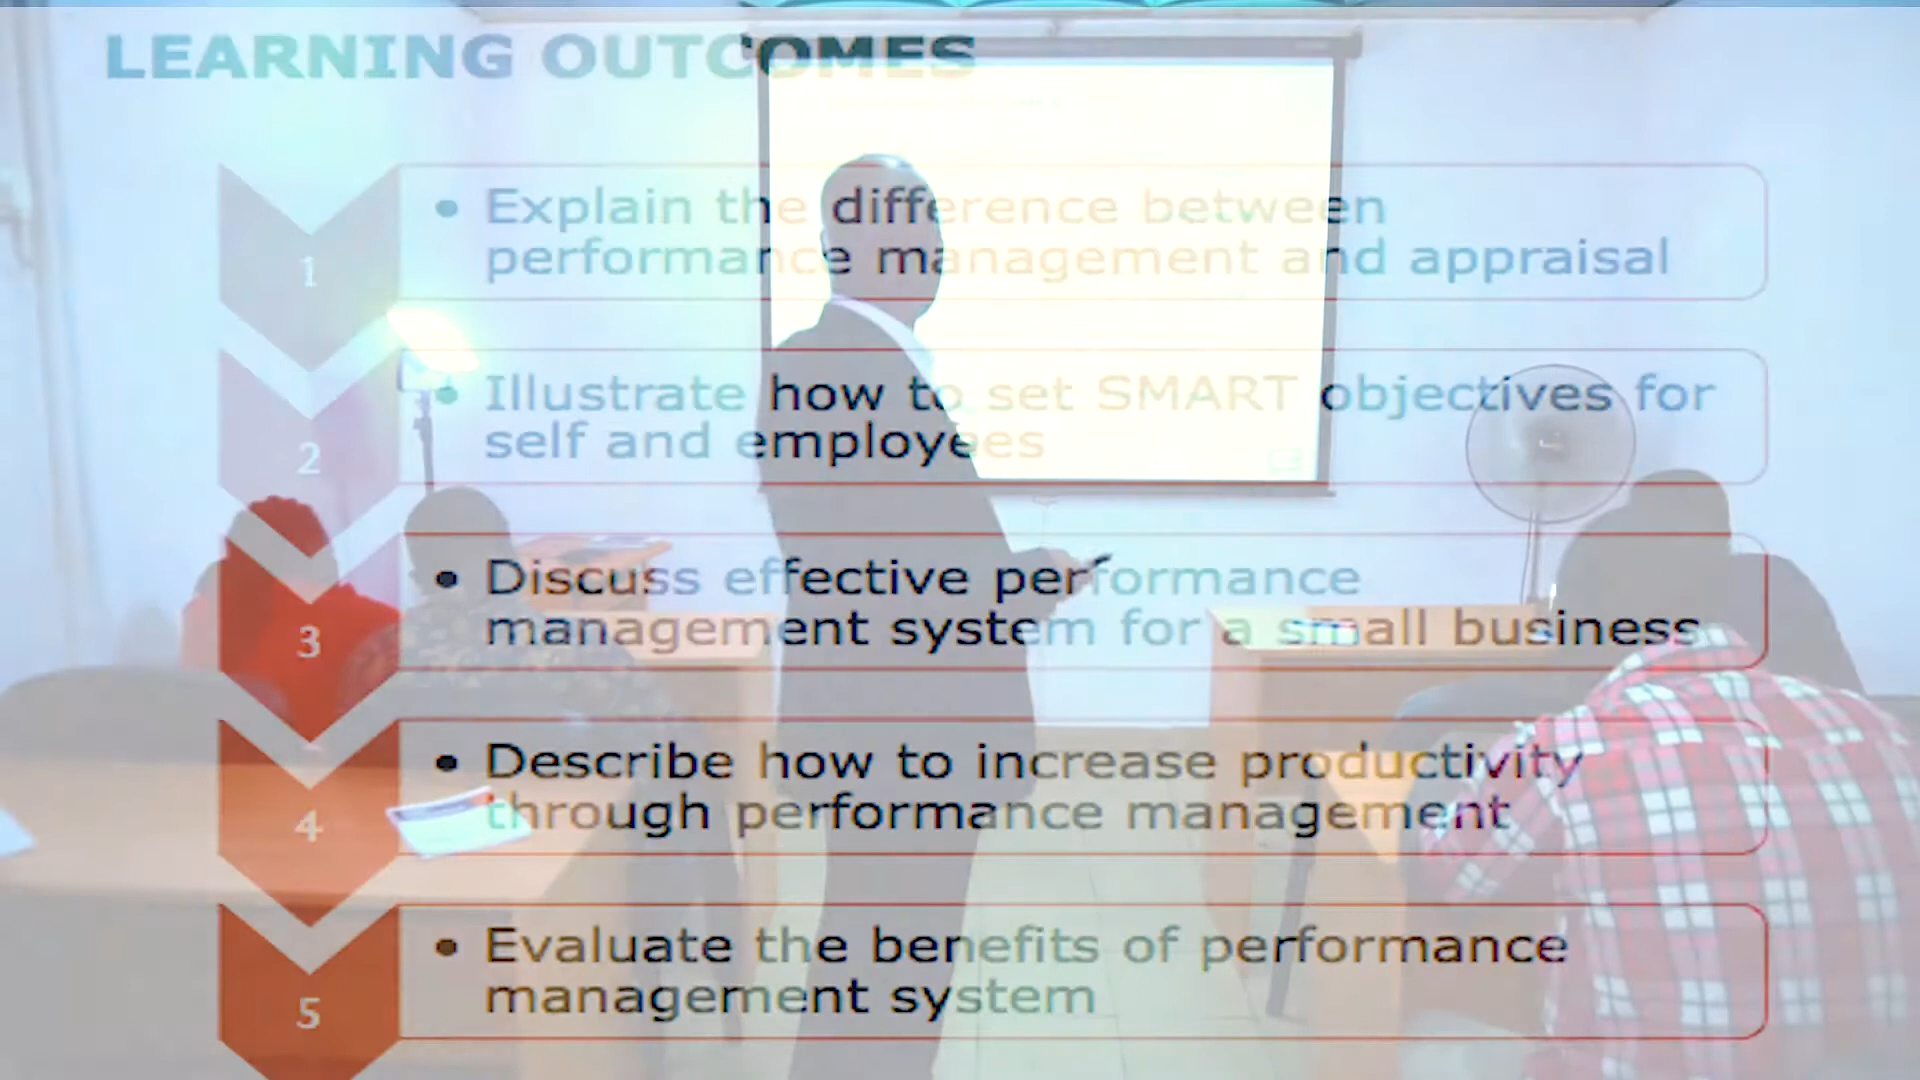 LEARNING OUTCOMES
1
• Explain the difference between
performance management and appraisal
2
• Illustrate how to set SMART objectives for
self and employees
3
• Discuss effective performance
management system for a small business
4
• Describe how to increase productivity
through performance management
5
• Evaluate the benefits of performance
management system